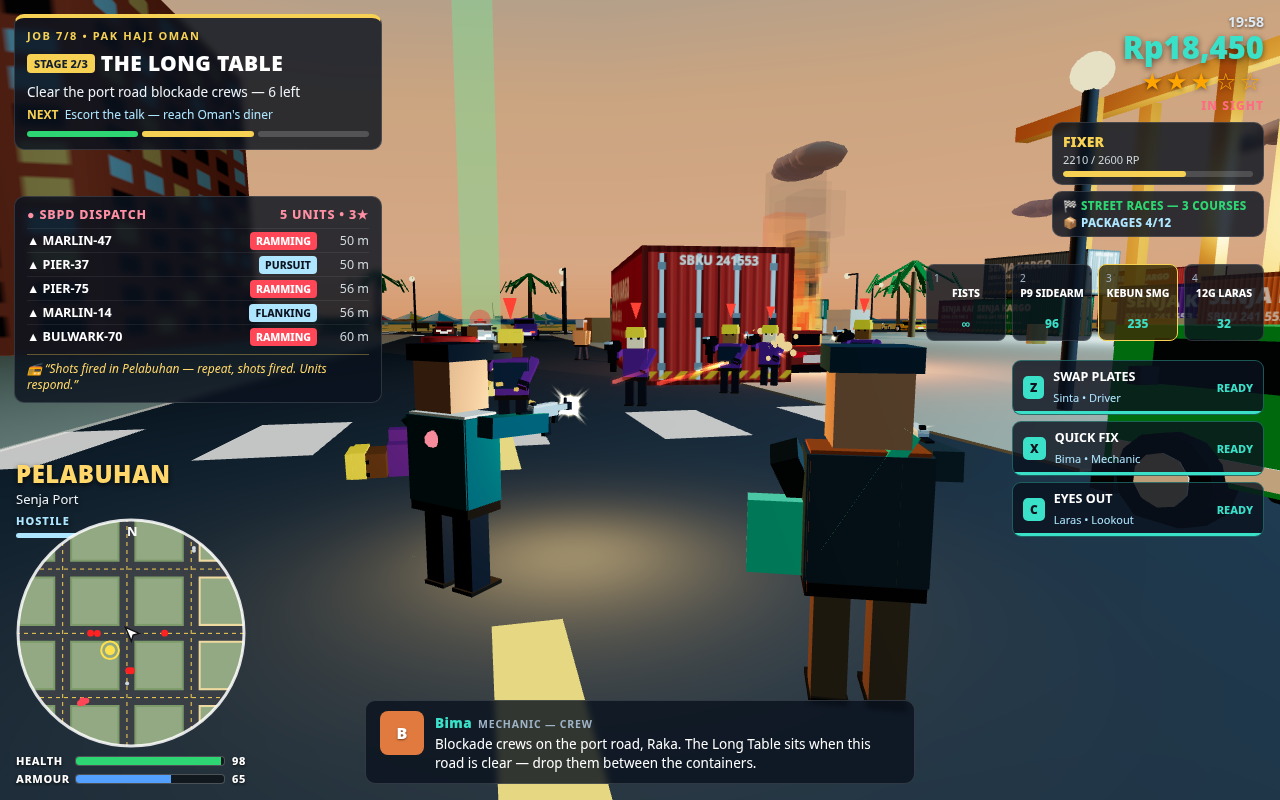 JOB 7/8 • PAK HAJI OMAN
STAGE 2/3 THE LONG TABLE
Clear the port road blockade crews — 6 left
NEXT Escort the talk — reach Oman's diner
● SBPD DISPATCH 5 UNITS • 3★
▲ MARLIN-47 RAMMING 50 m
▲ PIER-37 PURSUIT 50 m
▲ PIER-75 RAMMING 56 m
▲ MARLIN-14 FLANKING 56 m
▲ BULWARK-70 RAMMING 60 m
📻 “Shots fired in Pelabuhan — repeat, shots fired. Units
respond.”
19:58
Rp18,450
★★★☆☆
IN SIGHT
FIXER
2210 / 2600 RP
🏁 STREET RACES — 3 COURSES
📦 PACKAGES 4/12
1 FISTS ∞
2 P9 SIDEARM 96
3 KEBUN SMG 235
4 12G LARAS 32
Z SWAP PLATES READY
Sinta • Driver
X QUICK FIX READY
Bima • Mechanic
C EYES OUT READY
Laras • Lookout
SBKU 241553
PELABUHAN
Senja Port
HOSTILE
N
HEALTH 98
ARMOUR 65
B
Bima MECHANIC — CREW
Blockade crews on the port road, Raka. The Long Table sits when this
road is clear — drop them between the containers.